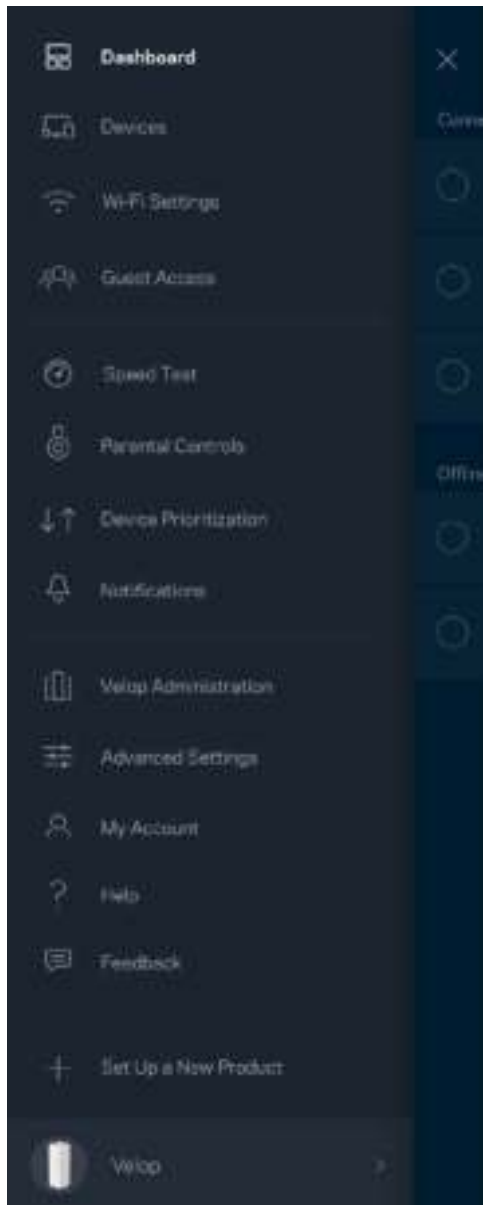 Dashboard
Devices
Wi-Fi Settings
Guest Access
Speed Test
Parental Controls
Device Prioritization
Notifications
Velop Administration
Advanced Settings
My Account
Help
Feedback
Set Up a New Product
Velop